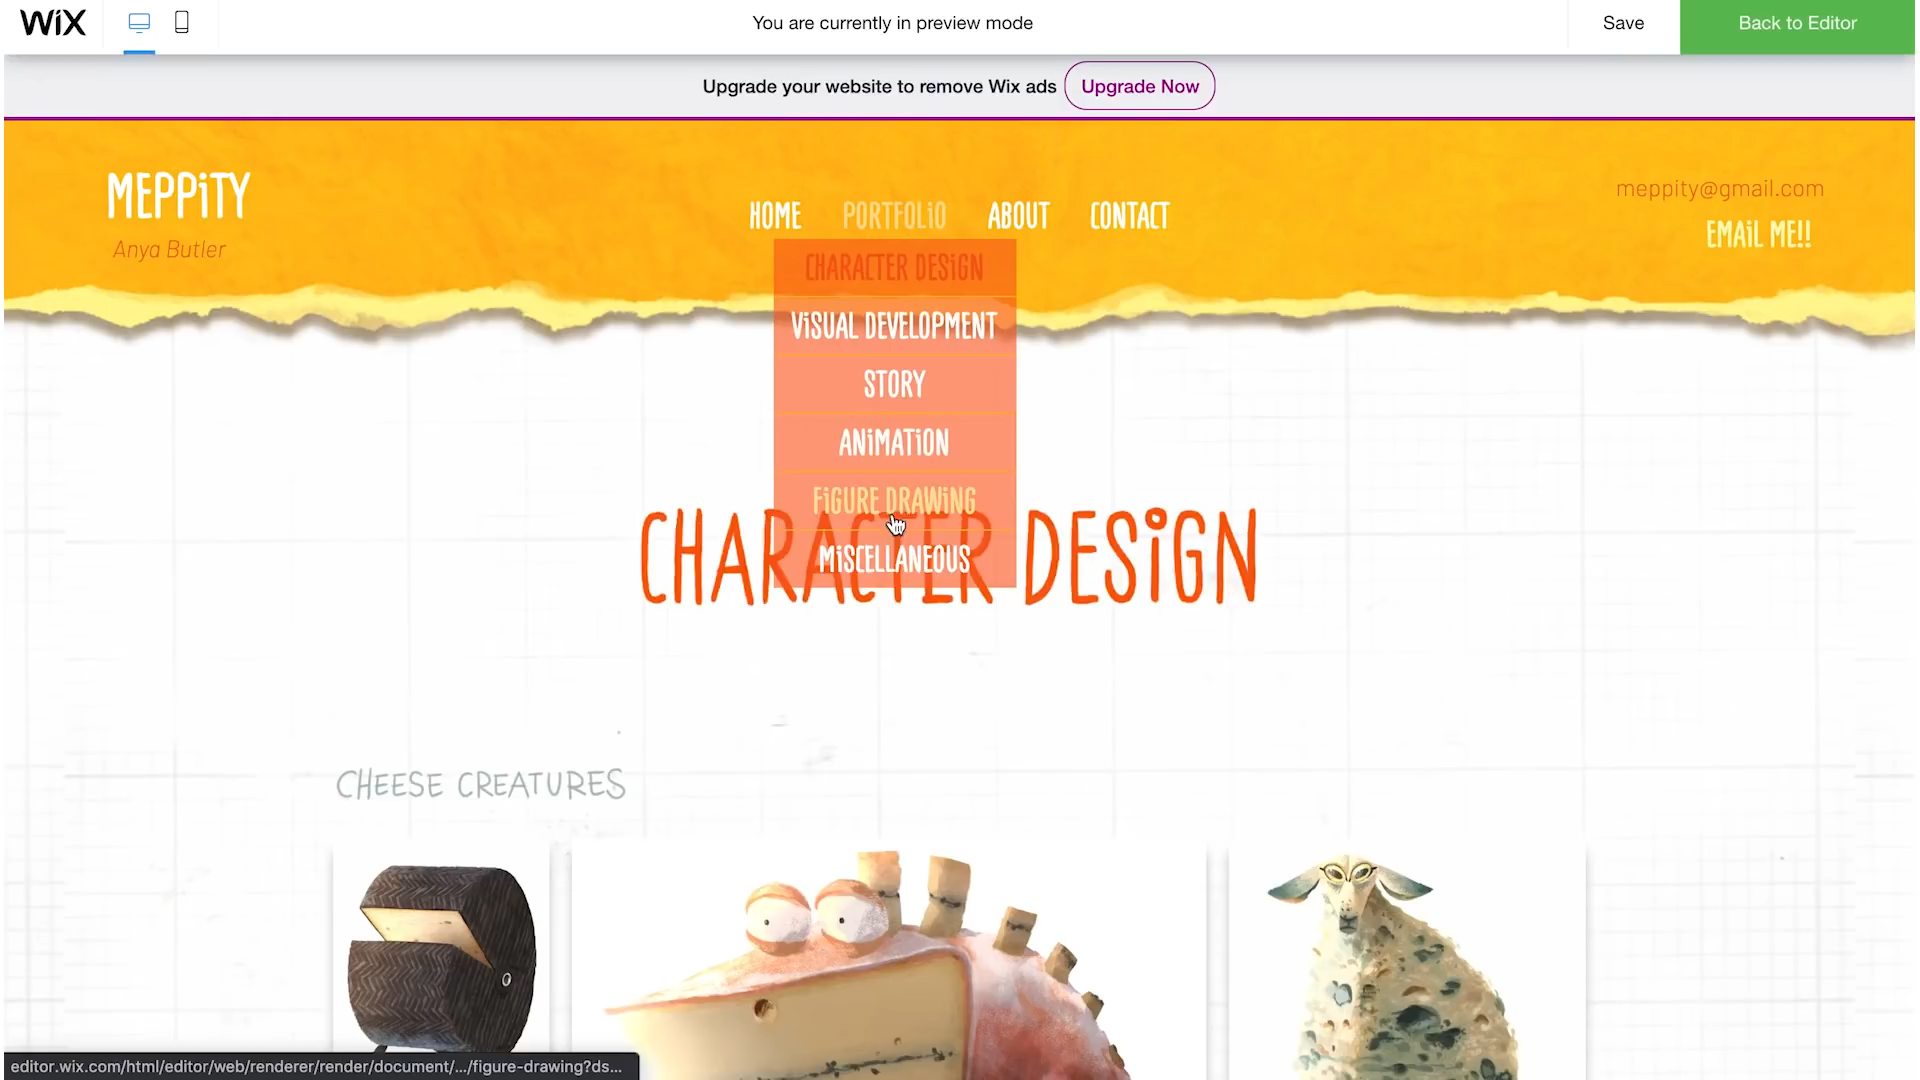 WiX
You are currently in preview mode
Save
Back to Editor
Upgrade your website to remove Wix ads
Upgrade Now
MEPPiTY
Anya Butler
HOME
PORTFOLiO
ABOUT
CONTACT
meppity@gmail.com
EMAiL ME!!
CHARACTER DESiGN
ViSUAL DEVELOPMENT
STORY
ANiMATiON
FiGURE DRAWiNG
MiSCELLANEOUS
CHARACTER DESiGN
CHEESE CREATURES
editor.wix.com/html/editor/web/renderer/render/document/.../figure-drawing?ds...